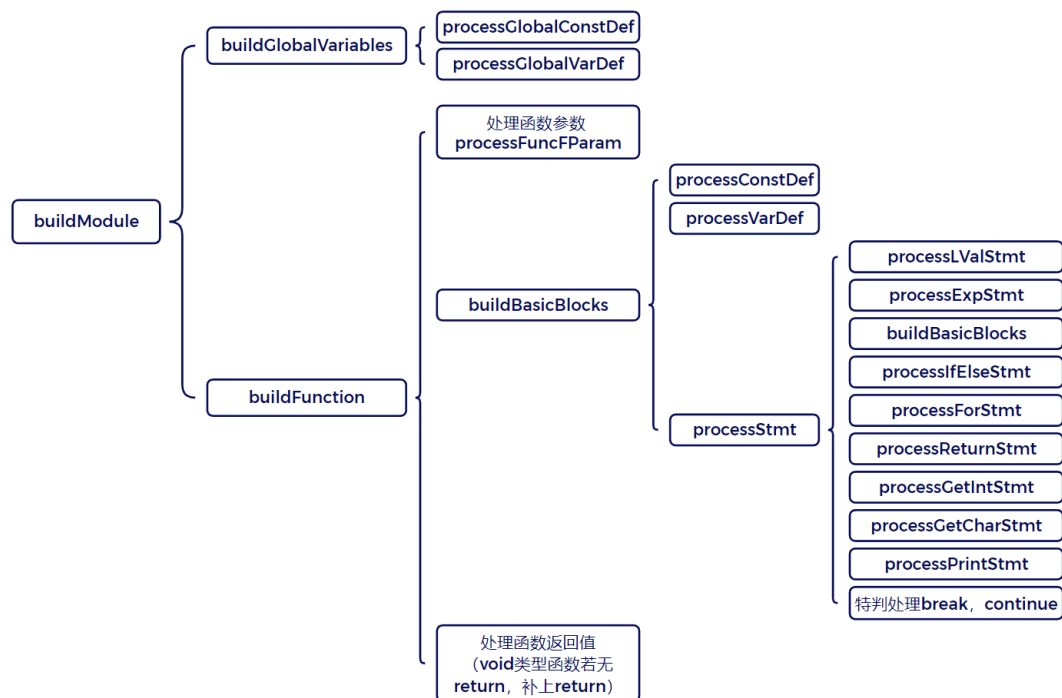 buildModule
buildGlobalVariables
processGlobalConstDef
processGlobalVarDef
buildFunction
处理函数参数
processFuncFParam
buildBasicBlocks
processConstDef
processVarDef
processStmt
processLValStmt
processExpStmt
buildBasicBlocks
processIfElseStmt
processForStmt
processReturnStmt
processGetIntStmt
processGetCharStmt
processPrintStmt
特判处理break，continue
处理函数返回值
（void类型函数若无
return，补上return）